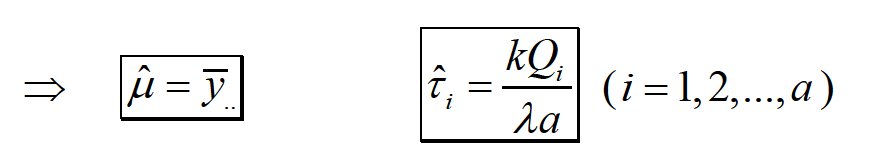 ⇒ μ̂ = ȳ.. τ̂ᵢ = kQᵢ / λa (i = 1,2,...,a)